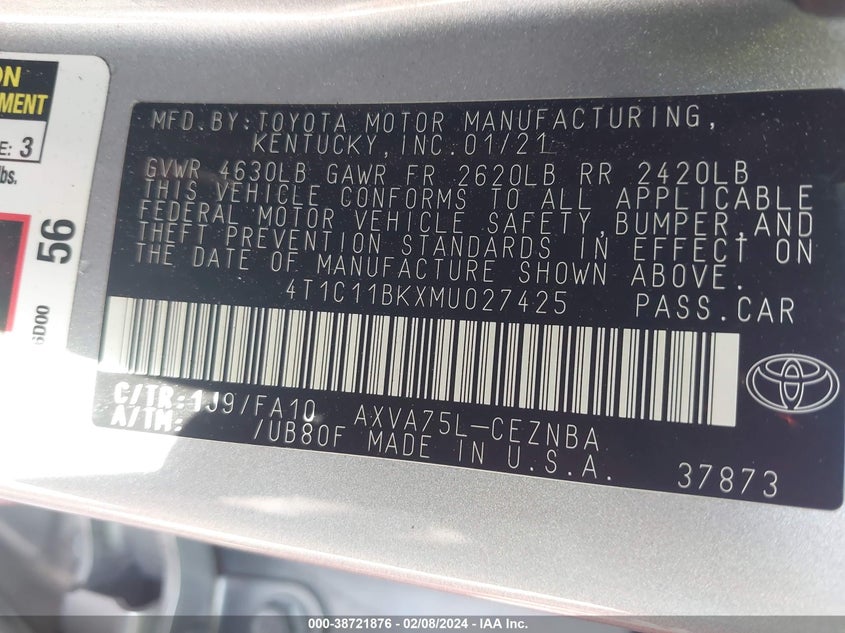 ON
MENT
E: 3
lbs.
56
6D00
MFD.BY:TOYOTA MOTOR MANUFACTURING,
KENTUCKY,INC.01/21
GVWR 4630LB GAWR FR 2620LB RR 2420LB
THIS VEHICLE CONFORMS TO ALL APPLICABLE
FEDERAL MOTOR VEHICLE SAFETY,BUMPER,AND
THEFT PREVENTION STANDARDS IN EFFECT ON
THE DATE OF MANUFACTURE SHOWN ABOVE.
4T1C11BKXMU027425 PASS.CAR
C/TR:1J9/FA10 AXVA75L-CEZNBA
A/TM: /UB80F MADE IN U.S.A.
37873
000-38721876 | 02/08/2024 - IAA Inc.